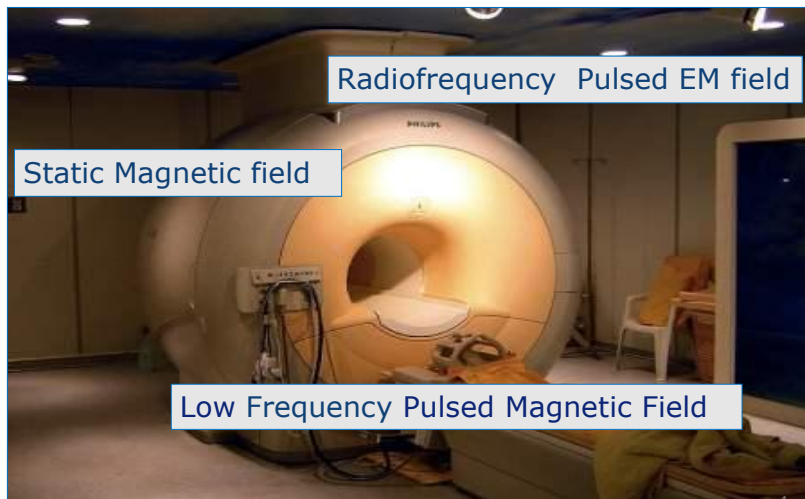 Radiofrequency Pulsed EM field
PHILIPS
Static Magnetic field
Low Frequency Pulsed Magnetic Field